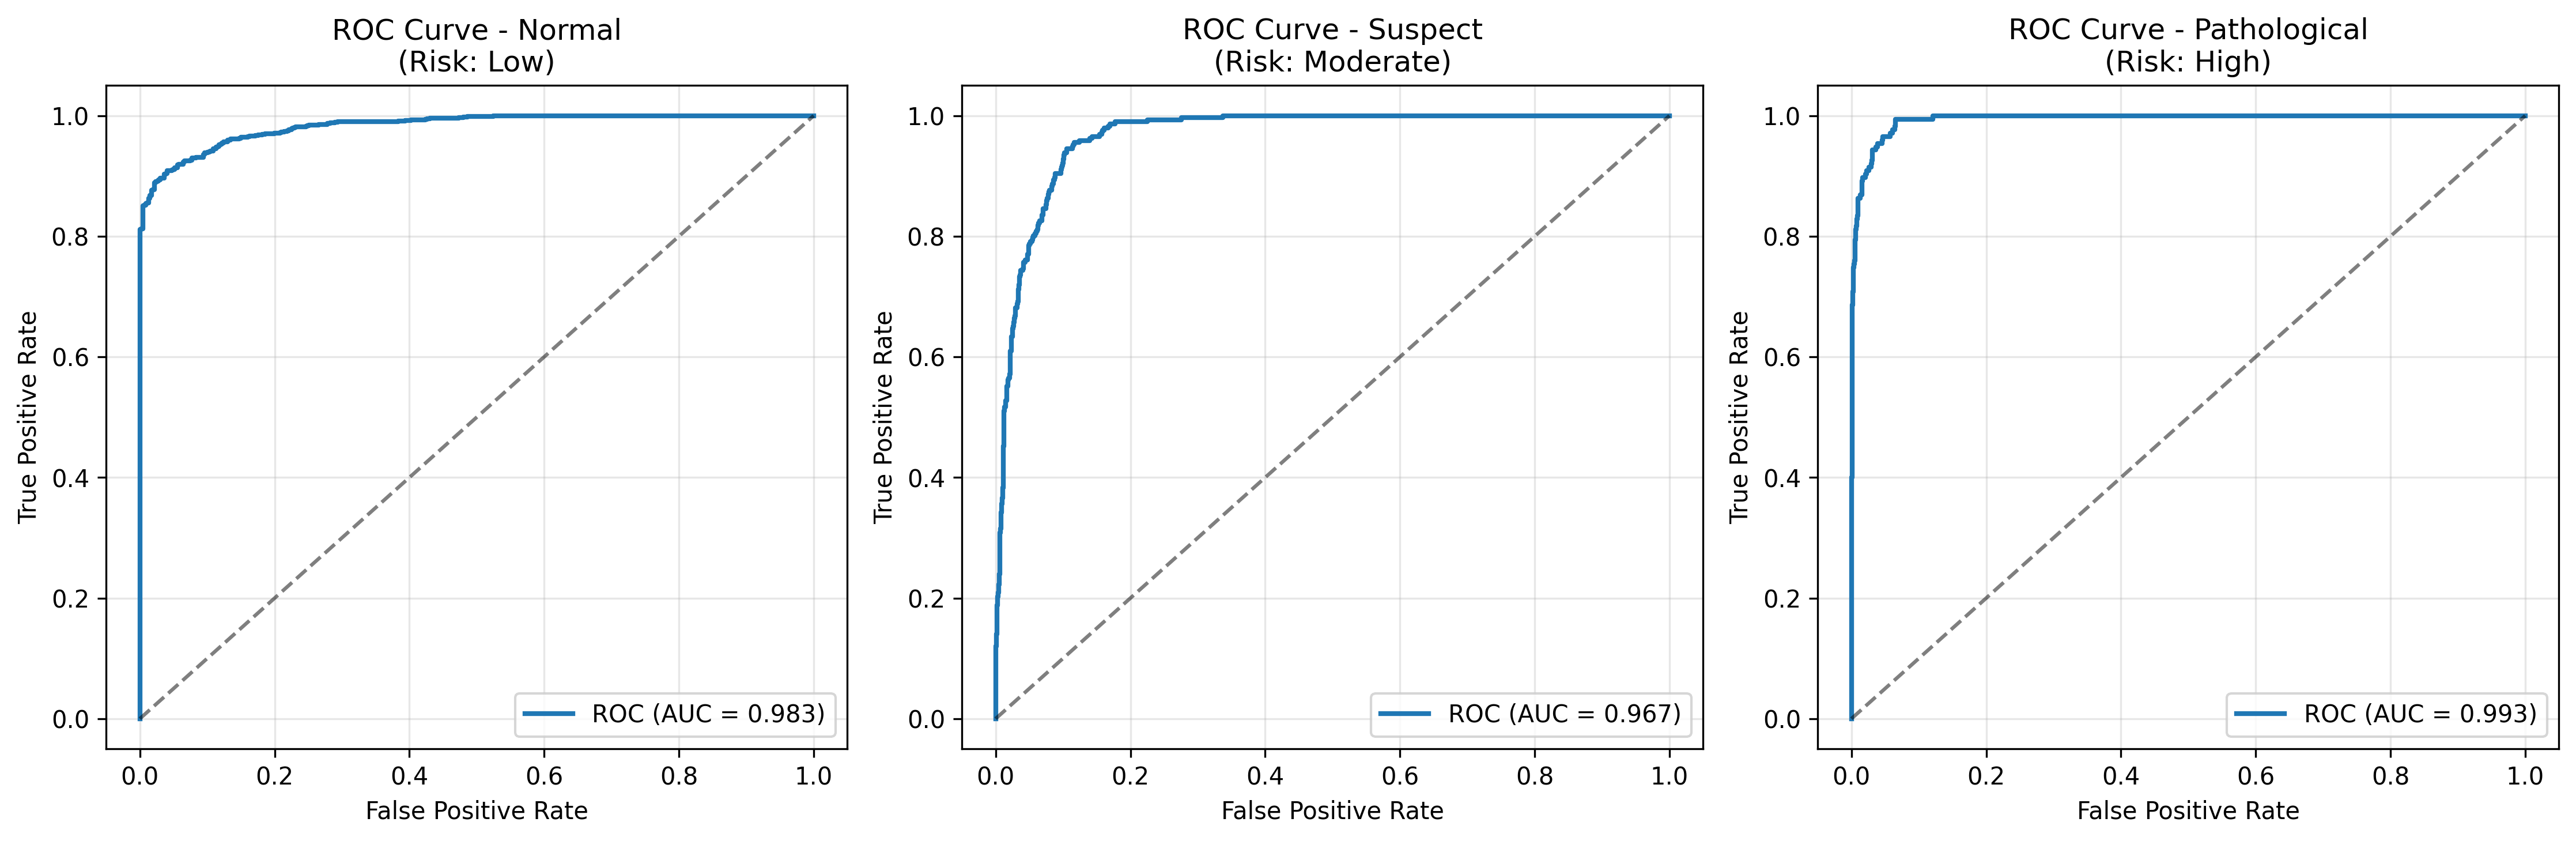 ROC Curve - Normal
(Risk: Low)
True Positive Rate
1.0
0.8
0.6
0.4
0.2
0.0
ROC (AUC = 0.983)
0.0 0.2 0.4 0.6 0.8 1.0
False Positive Rate
ROC Curve - Suspect
(Risk: Moderate)
True Positive Rate
1.0
0.8
0.6
0.4
0.2
0.0
ROC (AUC = 0.967)
0.0 0.2 0.4 0.6 0.8 1.0
False Positive Rate
ROC Curve - Pathological
(Risk: High)
True Positive Rate
1.0
0.8
0.6
0.4
0.2
0.0
ROC (AUC = 0.993)
0.0 0.2 0.4 0.6 0.8 1.0
False Positive Rate